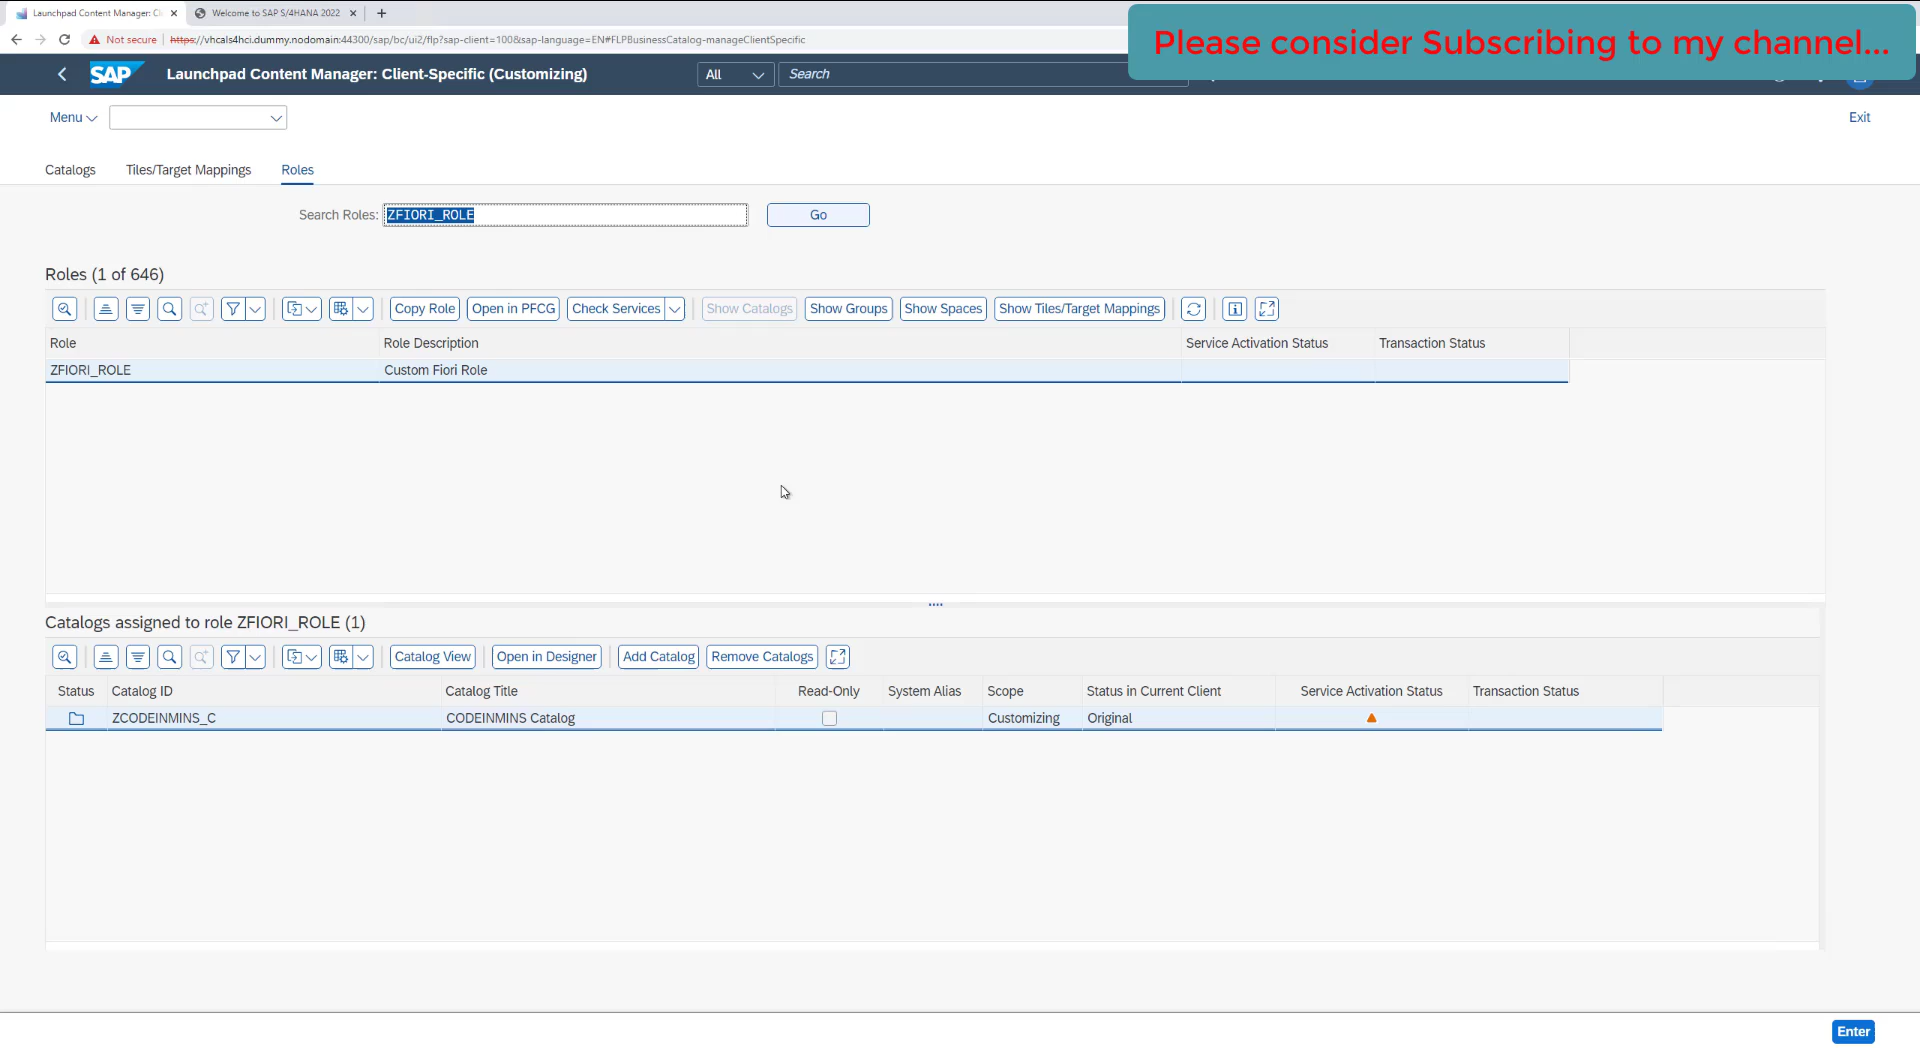 Launchpad Content Manager: Cl
Welcome to SAP S/4HANA 2022
Please consider Subscribing to my channel...
Not secure
https://vhcals4hci.dummy.nodomain:44300/sap/bc/ui2/flp?sap-client=100&sap-language=EN#FLPBusinessCatalog-manageClientSpecific
SAP
Launchpad Content Manager: Client-Specific (Customizing)
All
Search
Menu
Exit
Catalogs
Tiles/Target Mappings
Roles
Search Roles:
ZFIORI_ROLE
Go
Roles (1 of 646)
Copy Role
Open in PFCG
Check Services
Show Catalogs
Show Groups
Show Spaces
Show Tiles/Target Mappings
Role
Role Description
Service Activation Status
Transaction Status
ZFIORI_ROLE
Custom Fiori Role
Catalogs assigned to role ZFIORI_ROLE (1)
Catalog View
Open in Designer
Add Catalog
Remove Catalogs
Status
Catalog ID
Catalog Title
Read-Only
System Alias
Scope
Status in Current Client
Service Activation Status
Transaction Status
ZCODEINMINS_C
CODEINMINS Catalog
Customizing
Original
Enter